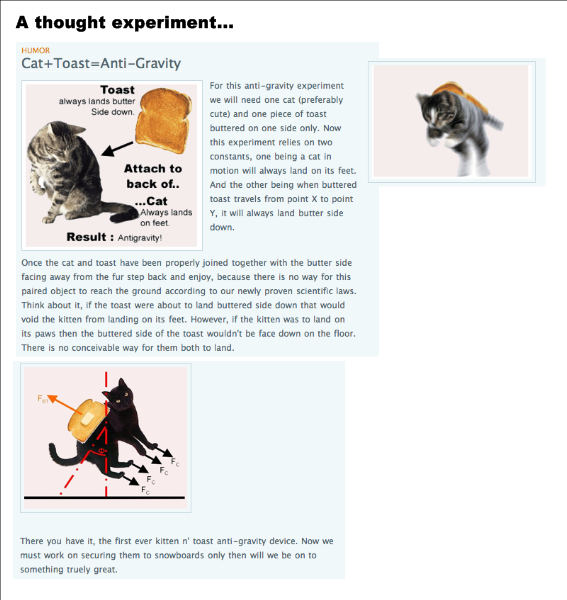 A thought experiment...
HUMOR
Cat+Toast=Anti-Gravity
Toast
always lands butter
Side down.
Attach to
back of..
...Cat
Always lands
on feet.
Result : Antigravity!
For this anti-gravity experiment
we will need one cat (preferably
cute) and one piece of toast
buttered on one side only. Now
this experiment relies on two
constants, one being a cat in
motion will always land on its feet.
And the other being when buttered
toast travels from point X to point
Y, it will always land butter side
down.
Once the cat and toast have been properly joined together with the butter side
facing away from the fur step back and enjoy, because there is no way for this
paired object to reach the ground according to our newly proven scientific laws.
Think about it, if the toast were about to land buttered side down that would
void the kitten from landing on its feet. However, if the kitten was to land on
its paws then the buttered side of the toast wouldn't be face down on the floor.
There is no conceivable way for them both to land.
Fc
Fc
Fc
Fc
There you have it, the first ever kitten n' toast anti-gravity device. Now we
must work on securing them to snowboards only then will we be on to
something truely great.